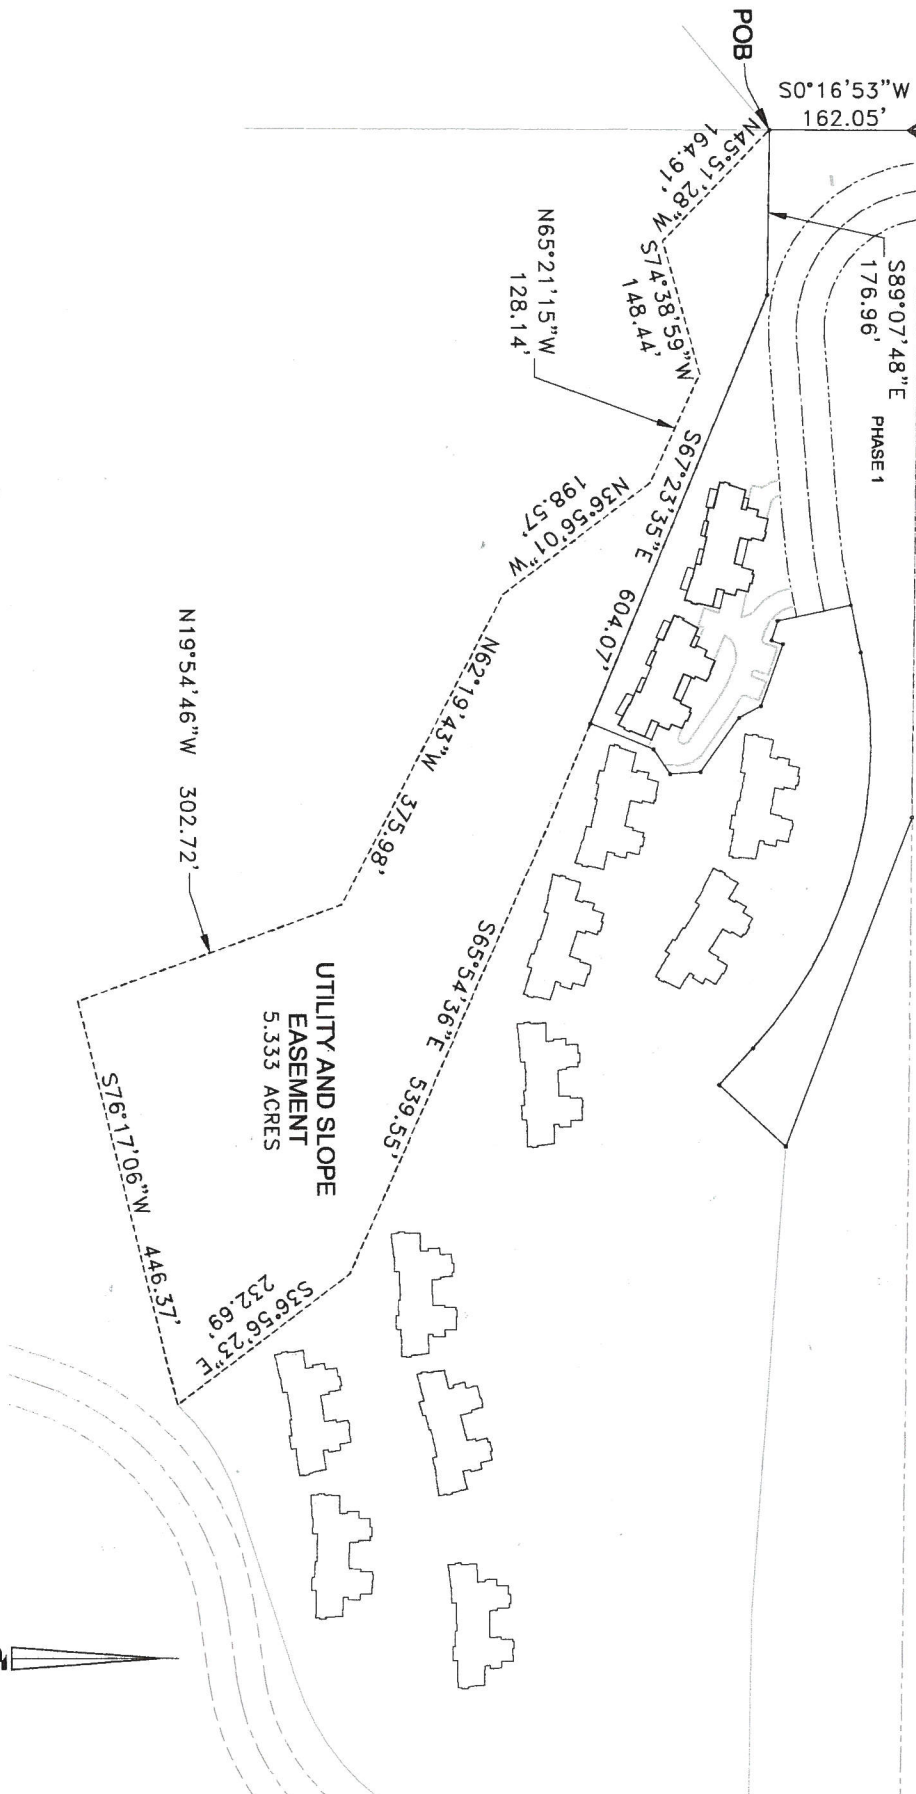 POB
S0°16'53"W
162.05'
S89°07'48"E
176.96'
PHASE 1
N45°51'28"W
164.91'
S74°38'59"W
148.44'
N65°21'15"W
128.14'
S67°23'35"E 604.07'
N36°56'01"W
198.57'
N62°19'43"W 375.98'
N19°54'46"W 302.72'
S65°54'36"E 539.55'
UTILITY AND SLOPE
EASEMENT
5.333 ACRES
S76°17'06"W 446.37'
S36°56'23"E
232.69'